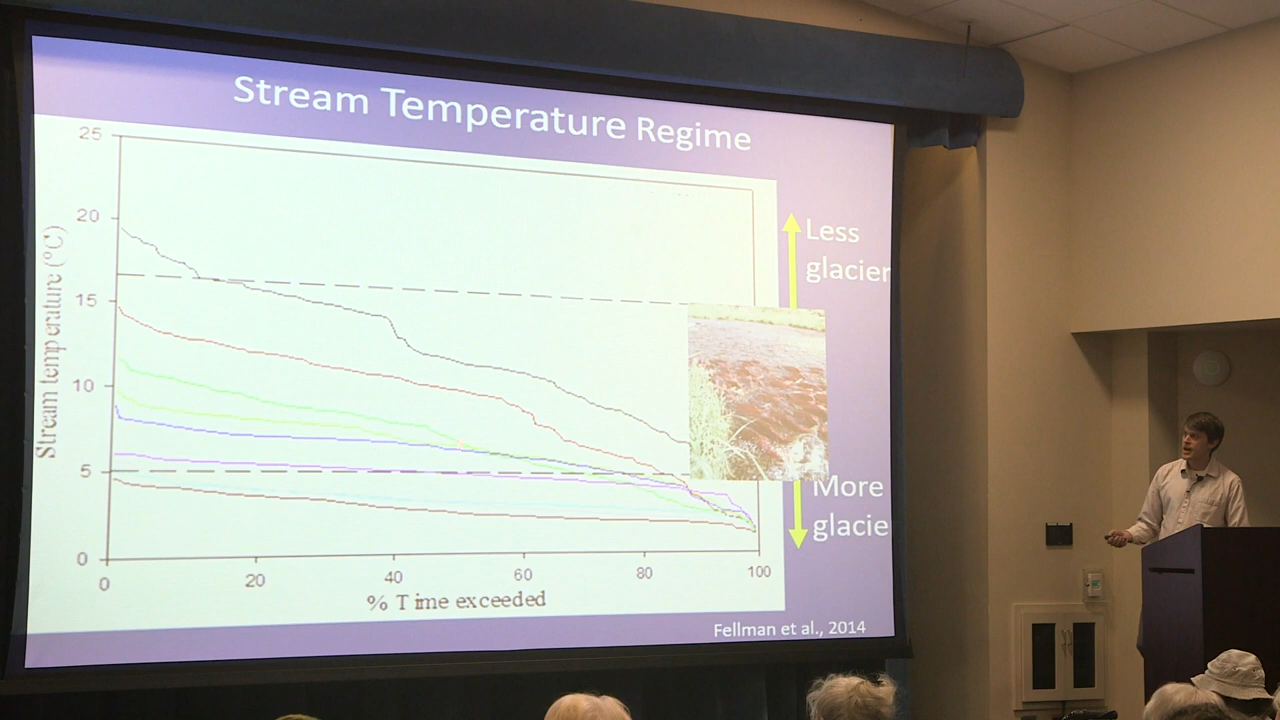 Stream Temperature Regime
25
20
15
10
5
0
Stream temperature (°C)
0
20
40
60
80
100
% Time exceeded
Less
glacier
More
glacie
Fellman et al., 2014